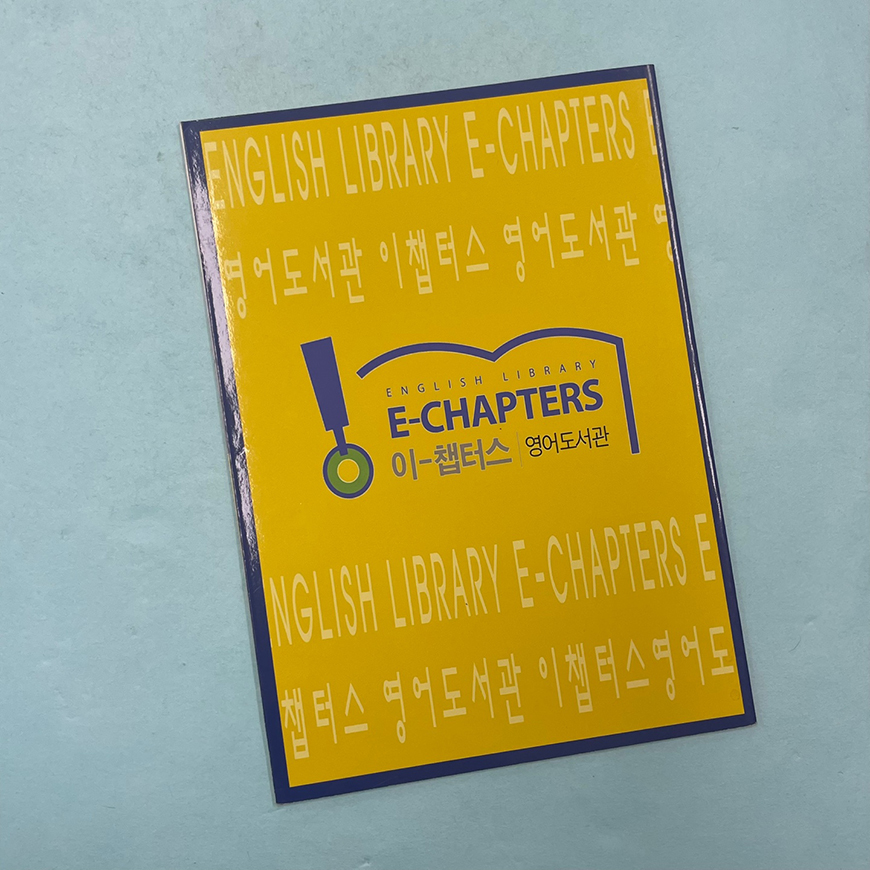 ENGLISH LIBRARY E-CHAPTERS E
영어도서관 이챕터스 영어도서관 영
ENGLISH LIBRARY
E-CHAPTERS
이-챕터스 영어도서관
NGLISH LIBRARY E-CHAPTERS E
챕터스 영어도서관 이챕터스영어도